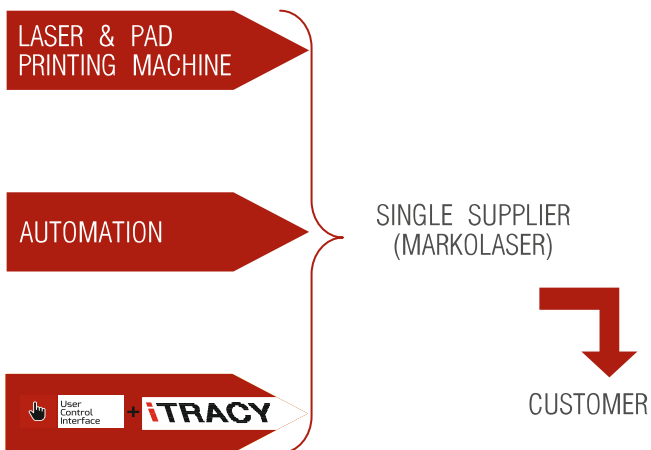 LASER & PAD
PRINTING MACHINE
AUTOMATION
User
Control
Interface
+
iTRACY
SINGLE SUPPLIER
(MARKOLASER)
CUSTOMER